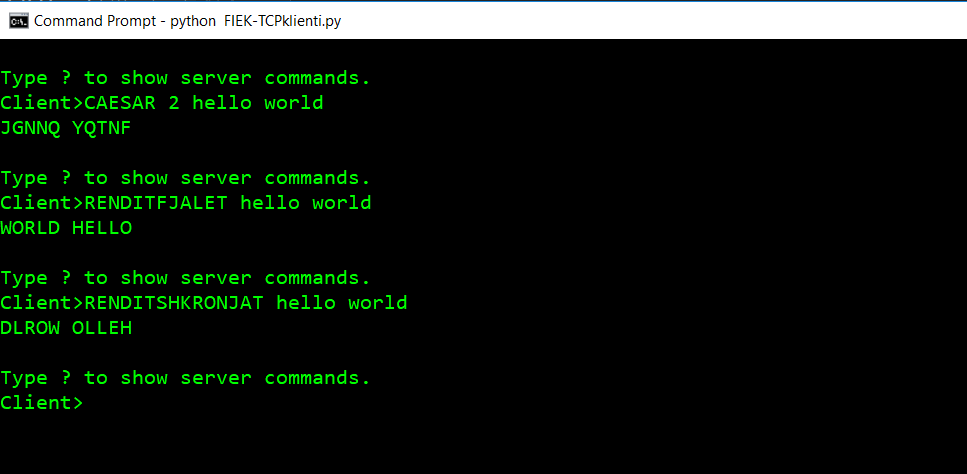 Command Prompt - python  FIEK-TCPklienti.py
Type ? to show server commands.
Client>CAESAR 2 hello world
JGNNQ YQTNF
Type ? to show server commands.
Client>RENDITFJALET hello world
WORLD HELLO
Type ? to show server commands.
Client>RENDITSHKRONJAT hello world
DLROW OLLEH
Type ? to show server commands.
Client>